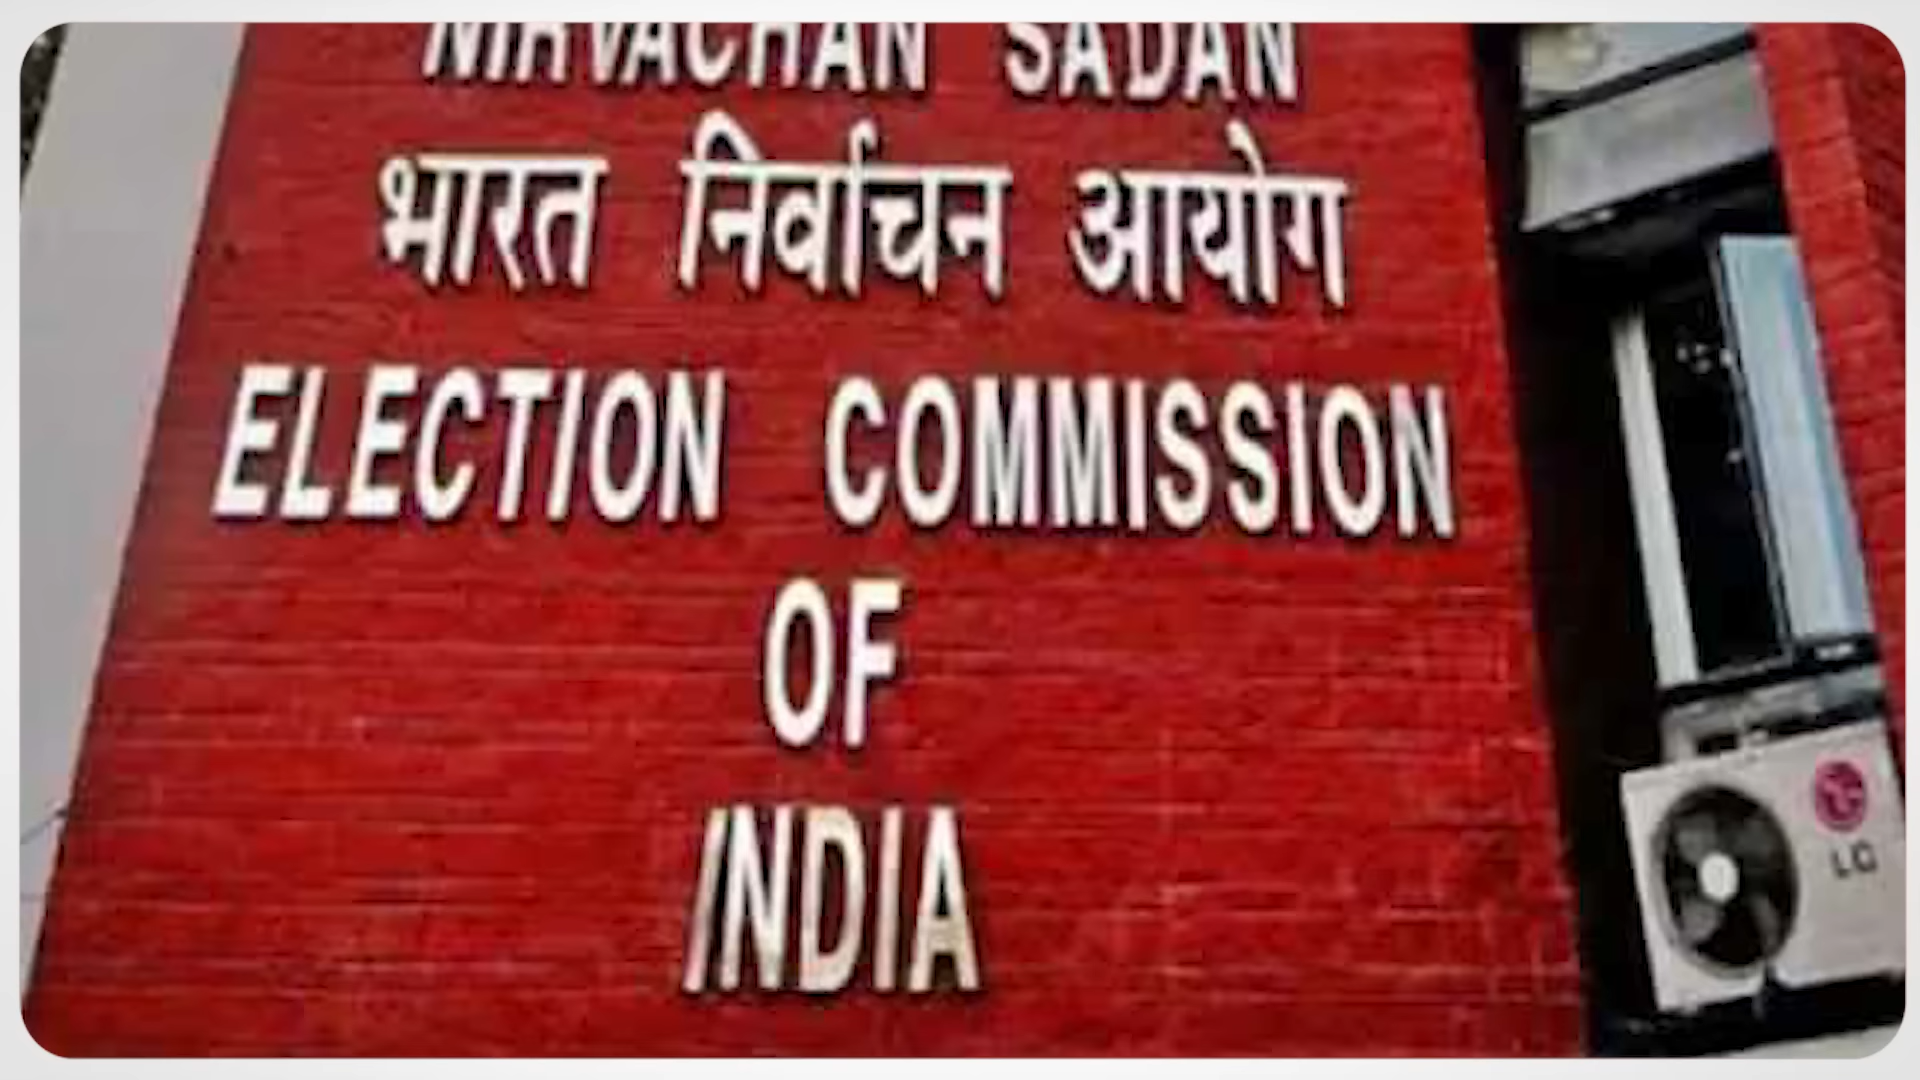 NIRVACHAN SADAN
भारत निर्वाचन आयोग
ELECTION COMMISSION
OF
INDIA
LG